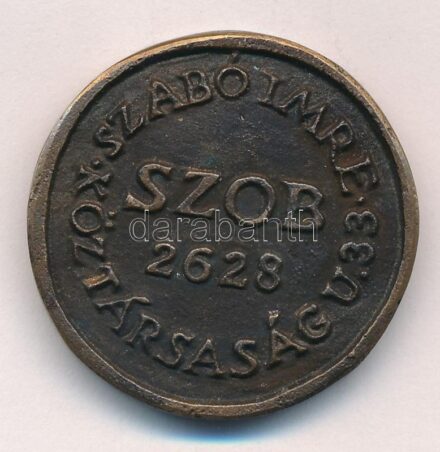 SZABÓ IMRE · KÖZTÁRSASÁG U.33 ·
SZOB
2628
darabanth